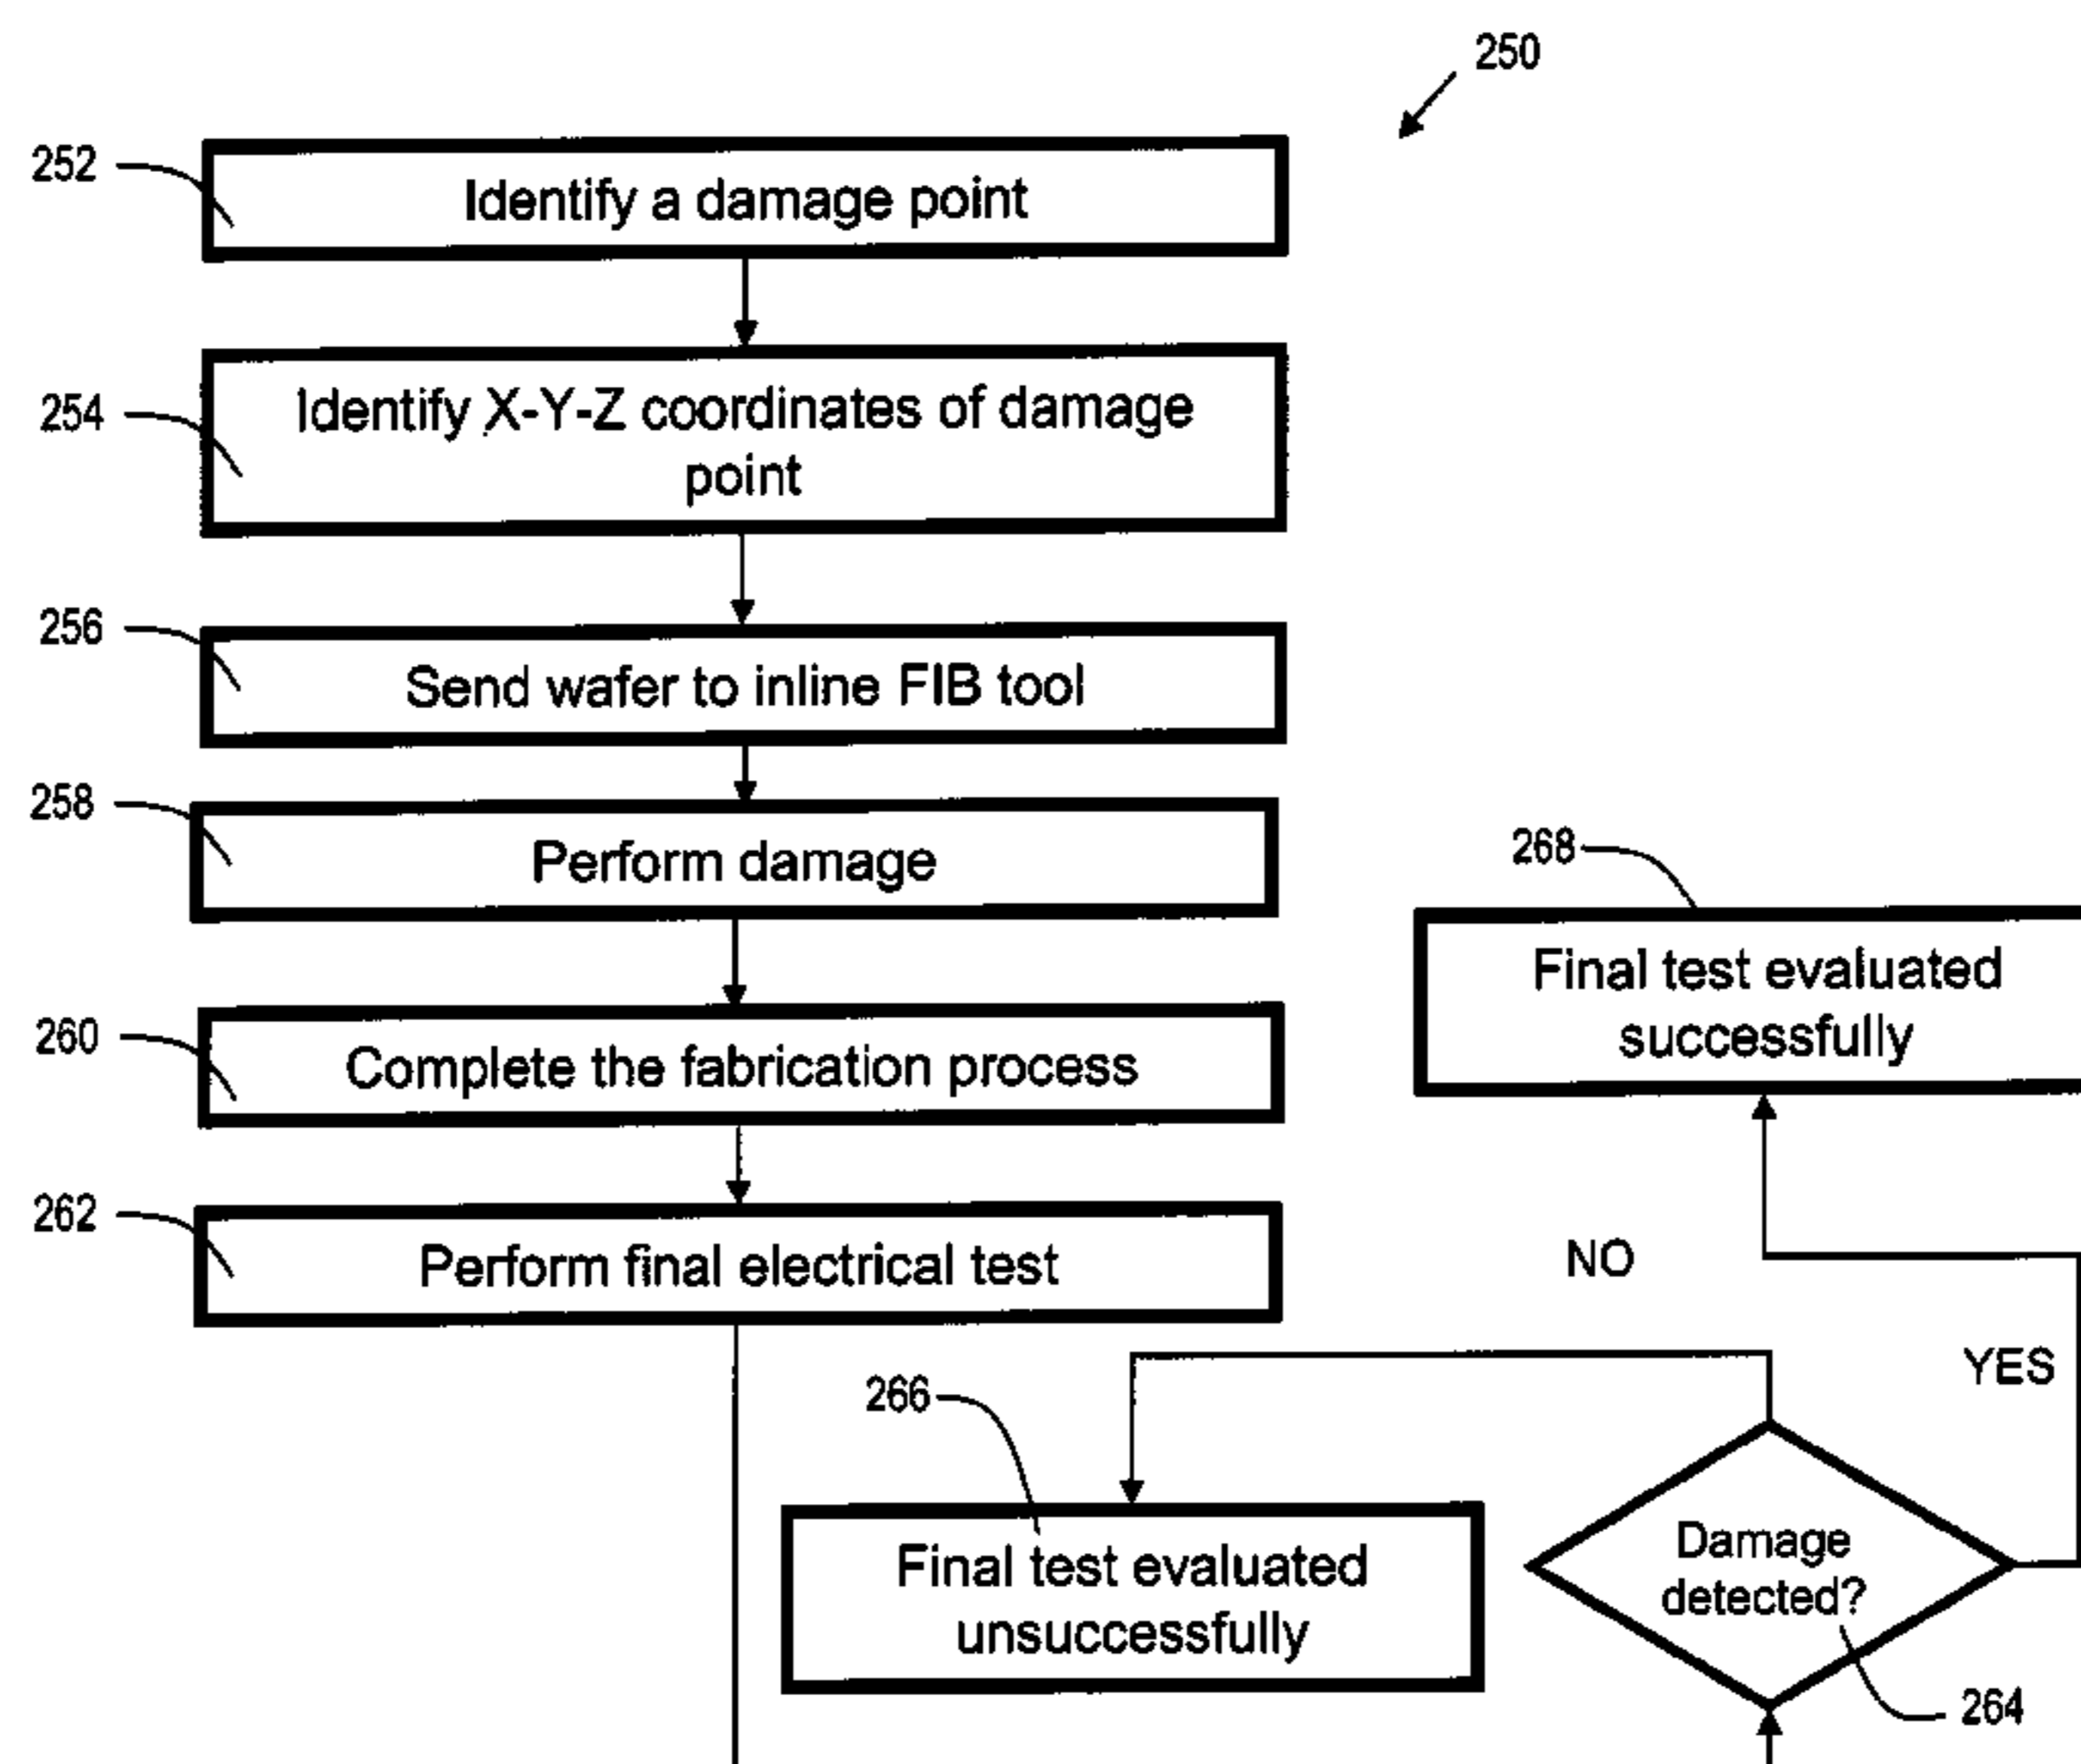 250
252
Identify a damage point
254
Identify X-Y-Z coordinates of damage
point
256
Send wafer to inline FIB tool
258
Perform damage
268
Final test evaluated
successfully
260
Complete the fabrication process
262
Perform final electrical test
NO
YES
266
Final test evaluated
unsuccessfully
Damage
detected?
264